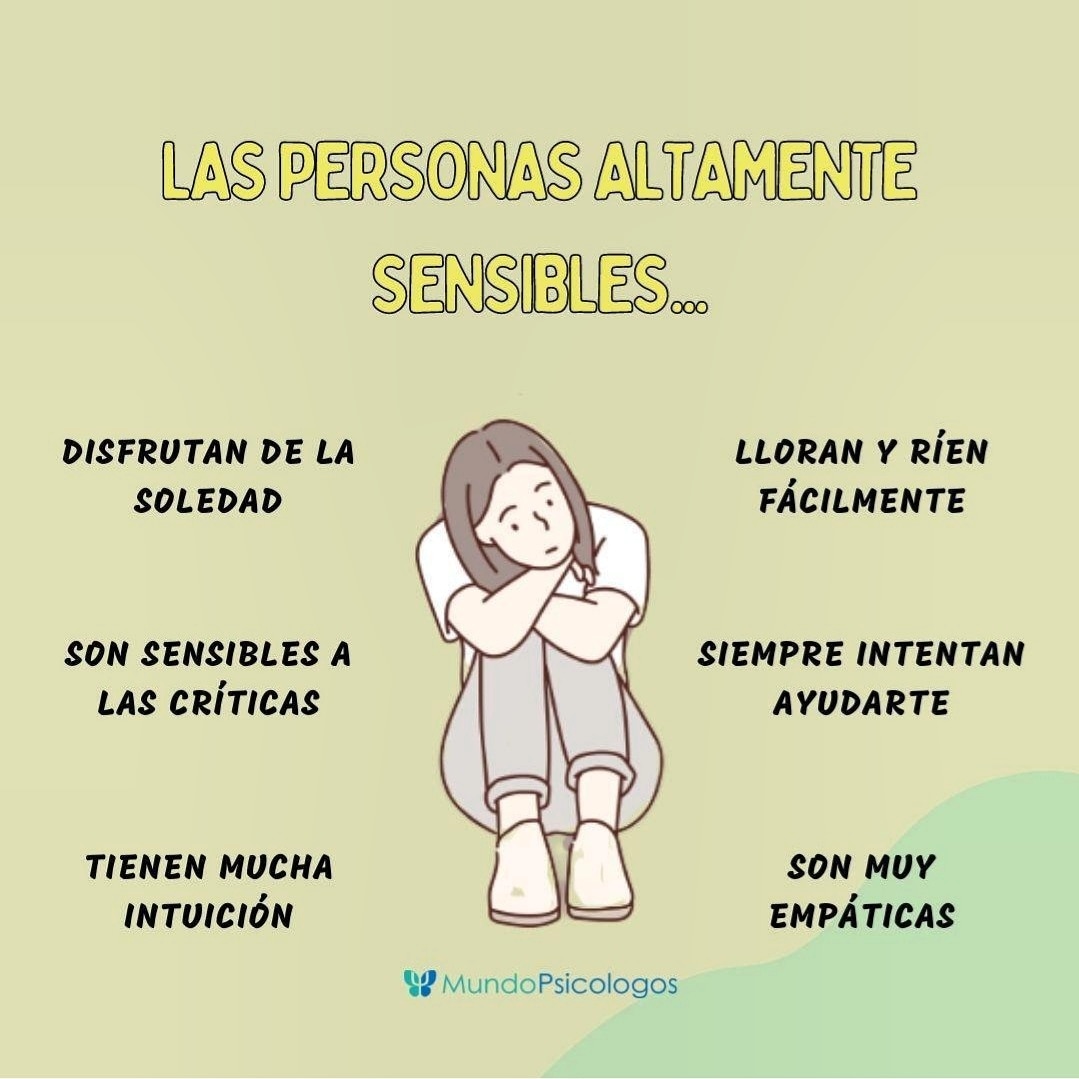 LAS PERSONAS ALTAMENTE
SENSIBLES...
DISFRUTAN DE LA
SOLEDAD
LLORAN Y RÍEN
FÁCILMENTE
SON SENSIBLES A
LAS CRÍTICAS
SIEMPRE INTENTAN
AYUDARTE
TIENEN MUCHA
INTUICIÓN
SON MUY
EMPÁTICAS
MundoPsicologos